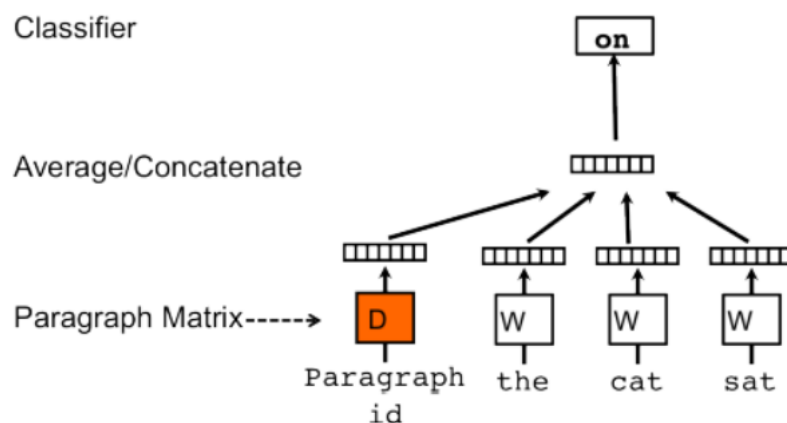 Classifier
on
Average/Concatenate
Paragraph Matrix
D
W
W
W
Paragraph
id
the
cat
sat